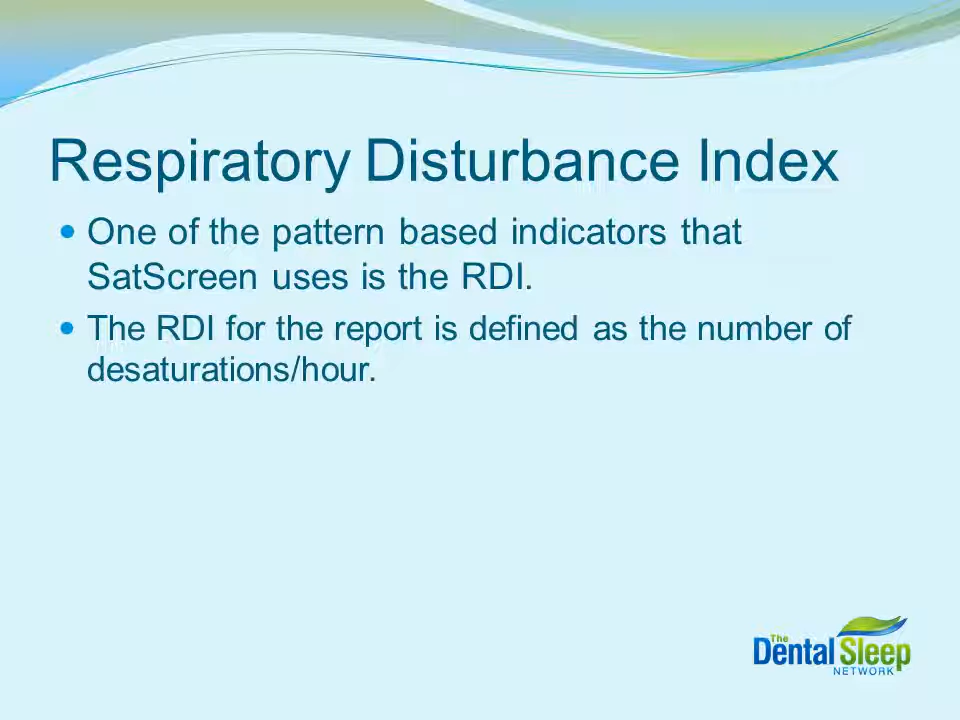 Respiratory Disturbance Index
One of the pattern based indicators that
SatScreen uses is the RDI.
The RDI for the report is defined as the number of
desaturations/hour.
The
Dental Sleep
NETWORK